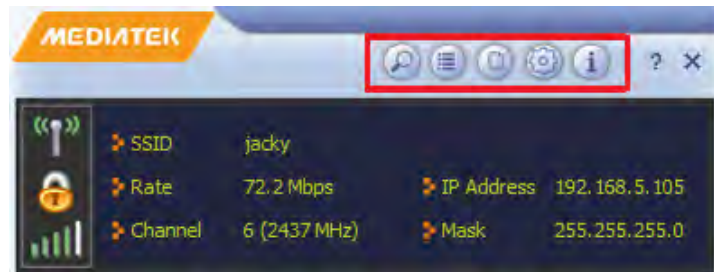 MEDIATEK
? ×
SSID jacky
Rate 72.2 Mbps IP Address 192.168.5.105
Channel 6 (2437 MHz) Mask 255.255.255.0